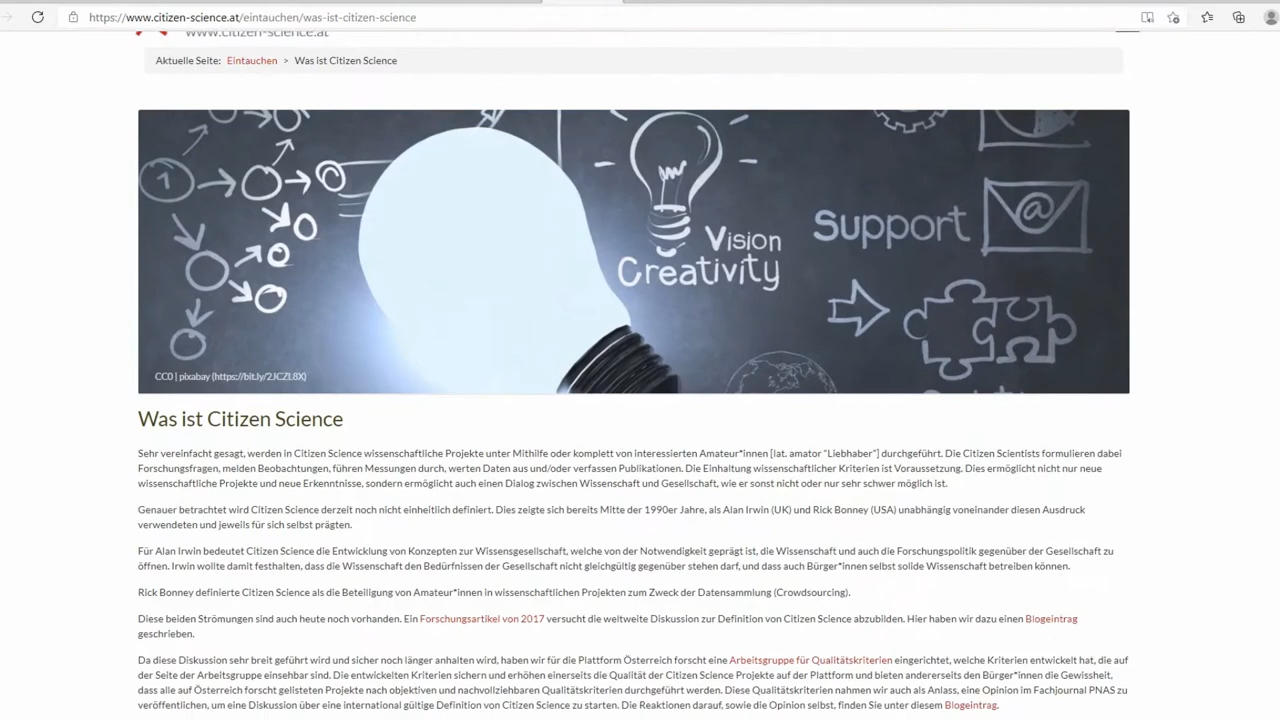 https://www.citizen-science.at/eintauchen/was-ist-citizen-science
www.citizen-science.at
Aktuelle Seite: Eintauchen > Was ist Citizen Science
1
Vision
Creativity
Support
@
CC0 | pixabay (https://bit.ly/2JCZL8X)
Was ist Citizen Science
Sehr vereinfacht gesagt, werden in Citizen Science wissenschaftliche Projekte unter Mithilfe oder komplett von interessierten Amateur*innen [lat. amator "Liebhaber"] durchgeführt. Die Citizen Scientists formulieren dabei
Forschungsfragen, melden Beobachtungen, führen Messungen durch, werten Daten aus und/oder verfassen Publikationen. Die Einhaltung wissenschaftlicher Kriterien ist Voraussetzung. Dies ermöglicht nicht nur neue
wissenschaftliche Projekte und neue Erkenntnisse, sondern ermöglicht auch einen Dialog zwischen Wissenschaft und Gesellschaft, wie er sonst nicht oder nur sehr schwer möglich ist.
Genauer betrachtet wird Citizen Science derzeit noch nicht einheitlich definiert. Dies zeigte sich bereits Mitte der 1990er Jahre, als Alan Irwin (UK) und Rick Bonney (USA) unabhängig voneinander diesen Ausdruck
verwendeten und jeweils für sich selbst prägten.
Für Alan Irwin bedeutet Citizen Science die Entwicklung von Konzepten zur Wissensgesellschaft, welche von der Notwendigkeit geprägt ist, die Wissenschaft und auch die Forschungspolitik gegenüber der Gesellschaft zu
öffnen. Irwin wollte damit festhalten, dass die Wissenschaft den Bedürfnissen der Gesellschaft nicht gleichgültig gegenüber stehen darf, und dass auch Bürger*innen selbst solide Wissenschaft betreiben können.
Rick Bonney definierte Citizen Science als die Beteiligung von Amateur*innen in wissenschaftlichen Projekten zum Zweck der Datensammlung (Crowdsourcing).
Diese beiden Strömungen sind auch heute noch vorhanden. Ein Forschungsartikel von 2017 versucht die weltweite Diskussion zur Definition von Citizen Science abzubilden. Hier haben wir dazu einen Blogeintrag
geschrieben.
Da diese Diskussion sehr breit geführt wird und sicher noch länger anhalten wird, haben wir für die Plattform Österreich forscht eine Arbeitsgruppe für Qualitätskriterien eingerichtet, welche Kriterien entwickelt hat, die auf
der Seite der Arbeitsgruppe einsehbar sind. Die entwickelten Kriterien sichern und erhöhen einerseits die Qualität der Citizen Science Projekte auf der Plattform und bieten andererseits den Bürger*innen die Gewissheit,
dass alle auf Österreich forscht gelisteten Projekte nach objektiven und nachvollziehbaren Qualitätskriterien durchgeführt werden. Diese Qualitätskriterien nahmen wir auch als Anlass, eine Opinion im Fachjournal PNAS zu
veröffentlichen, um eine Diskussion über eine international gültige Definition von Citizen Science zu starten. Die Reaktionen darauf, sowie die Opinion selbst, finden Sie unter diesem Blogeintrag.